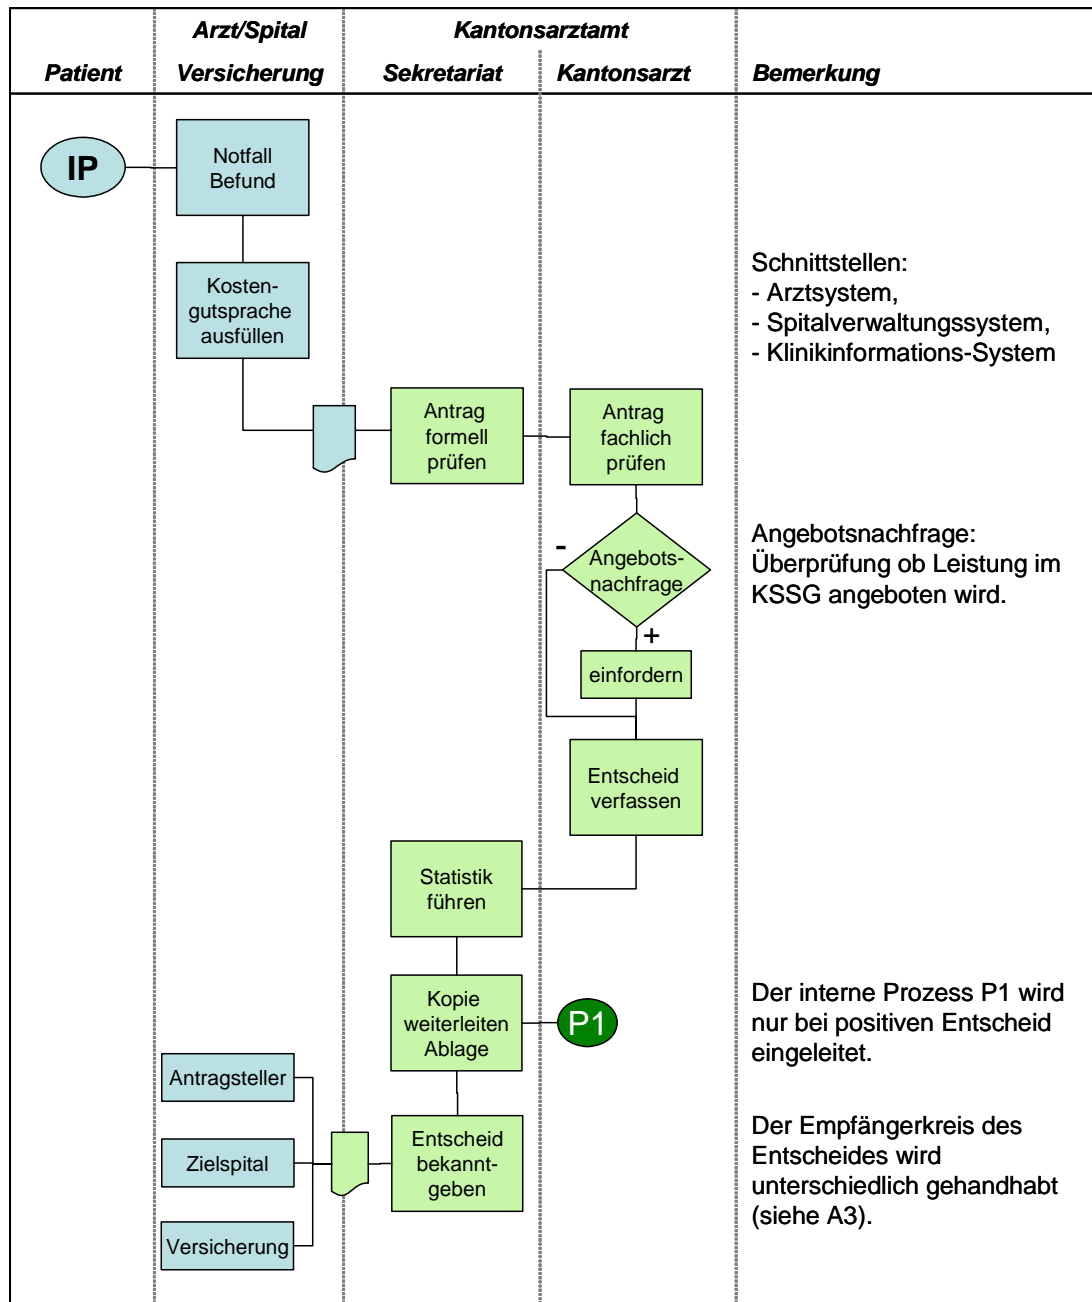 Arzt/Spital
Kantonsarztamt
Patient
Versicherung
Sekretariat
Kantonsarzt
Bemerkung
IP
Notfall
Befund
Kosten-
gutsprache
ausfüllen
Schnittstellen:
- Arztsystem,
- Spitalverwaltungssystem,
- Klinikinformations-System
Antrag
formell
prüfen
Antrag
fachlich
prüfen
-
Angebots-
nachfrage
+
Angebotsnachfrage:
Überprüfung ob Leistung im
KSSG angeboten wird.
einfordern
Entscheid
verfassen
Statistik
führen
Kopie
weiterleiten
Ablage
P1
Der interne Prozess P1 wird
nur bei positiven Entscheid
eingeleitet.
Antragsteller
Zielspital
Versicherung
Entscheid
bekannt-
geben
Der Empfängerkreis des
Entscheides wird
unterschiedlich gehandhabt
(siehe A3).